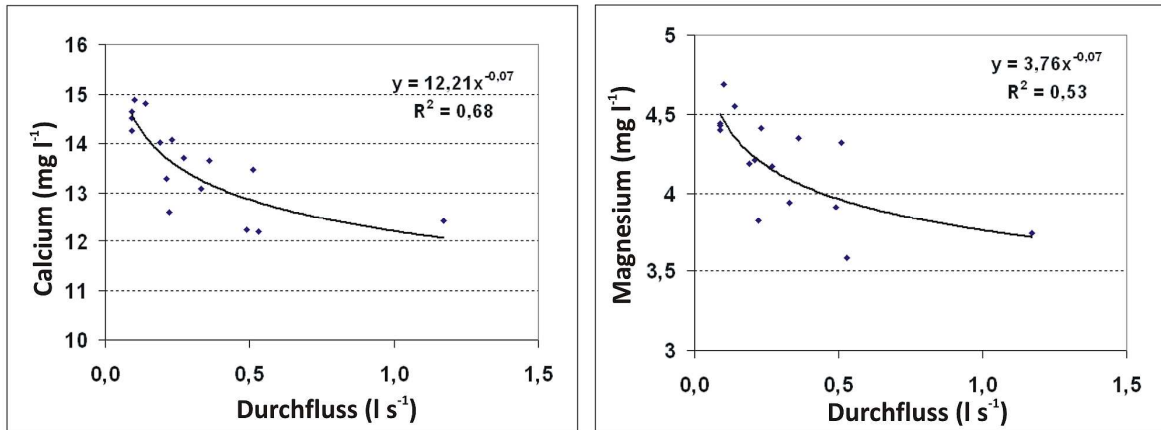 16
15
14
13
12
11
10
Calcium (mg l⁻¹)
y = 12,21x⁻⁰,⁰⁷
R² = 0,68
0,0 0,5 1,0 1,5
Durchfluss (l s⁻¹)
5
4,5
4
3,5
3
Magnesium (mg l⁻¹)
y = 3,76x⁻⁰,⁰⁷
R² = 0,53
0,0 0,5 1,0 1,5
Durchfluss (l s⁻¹)